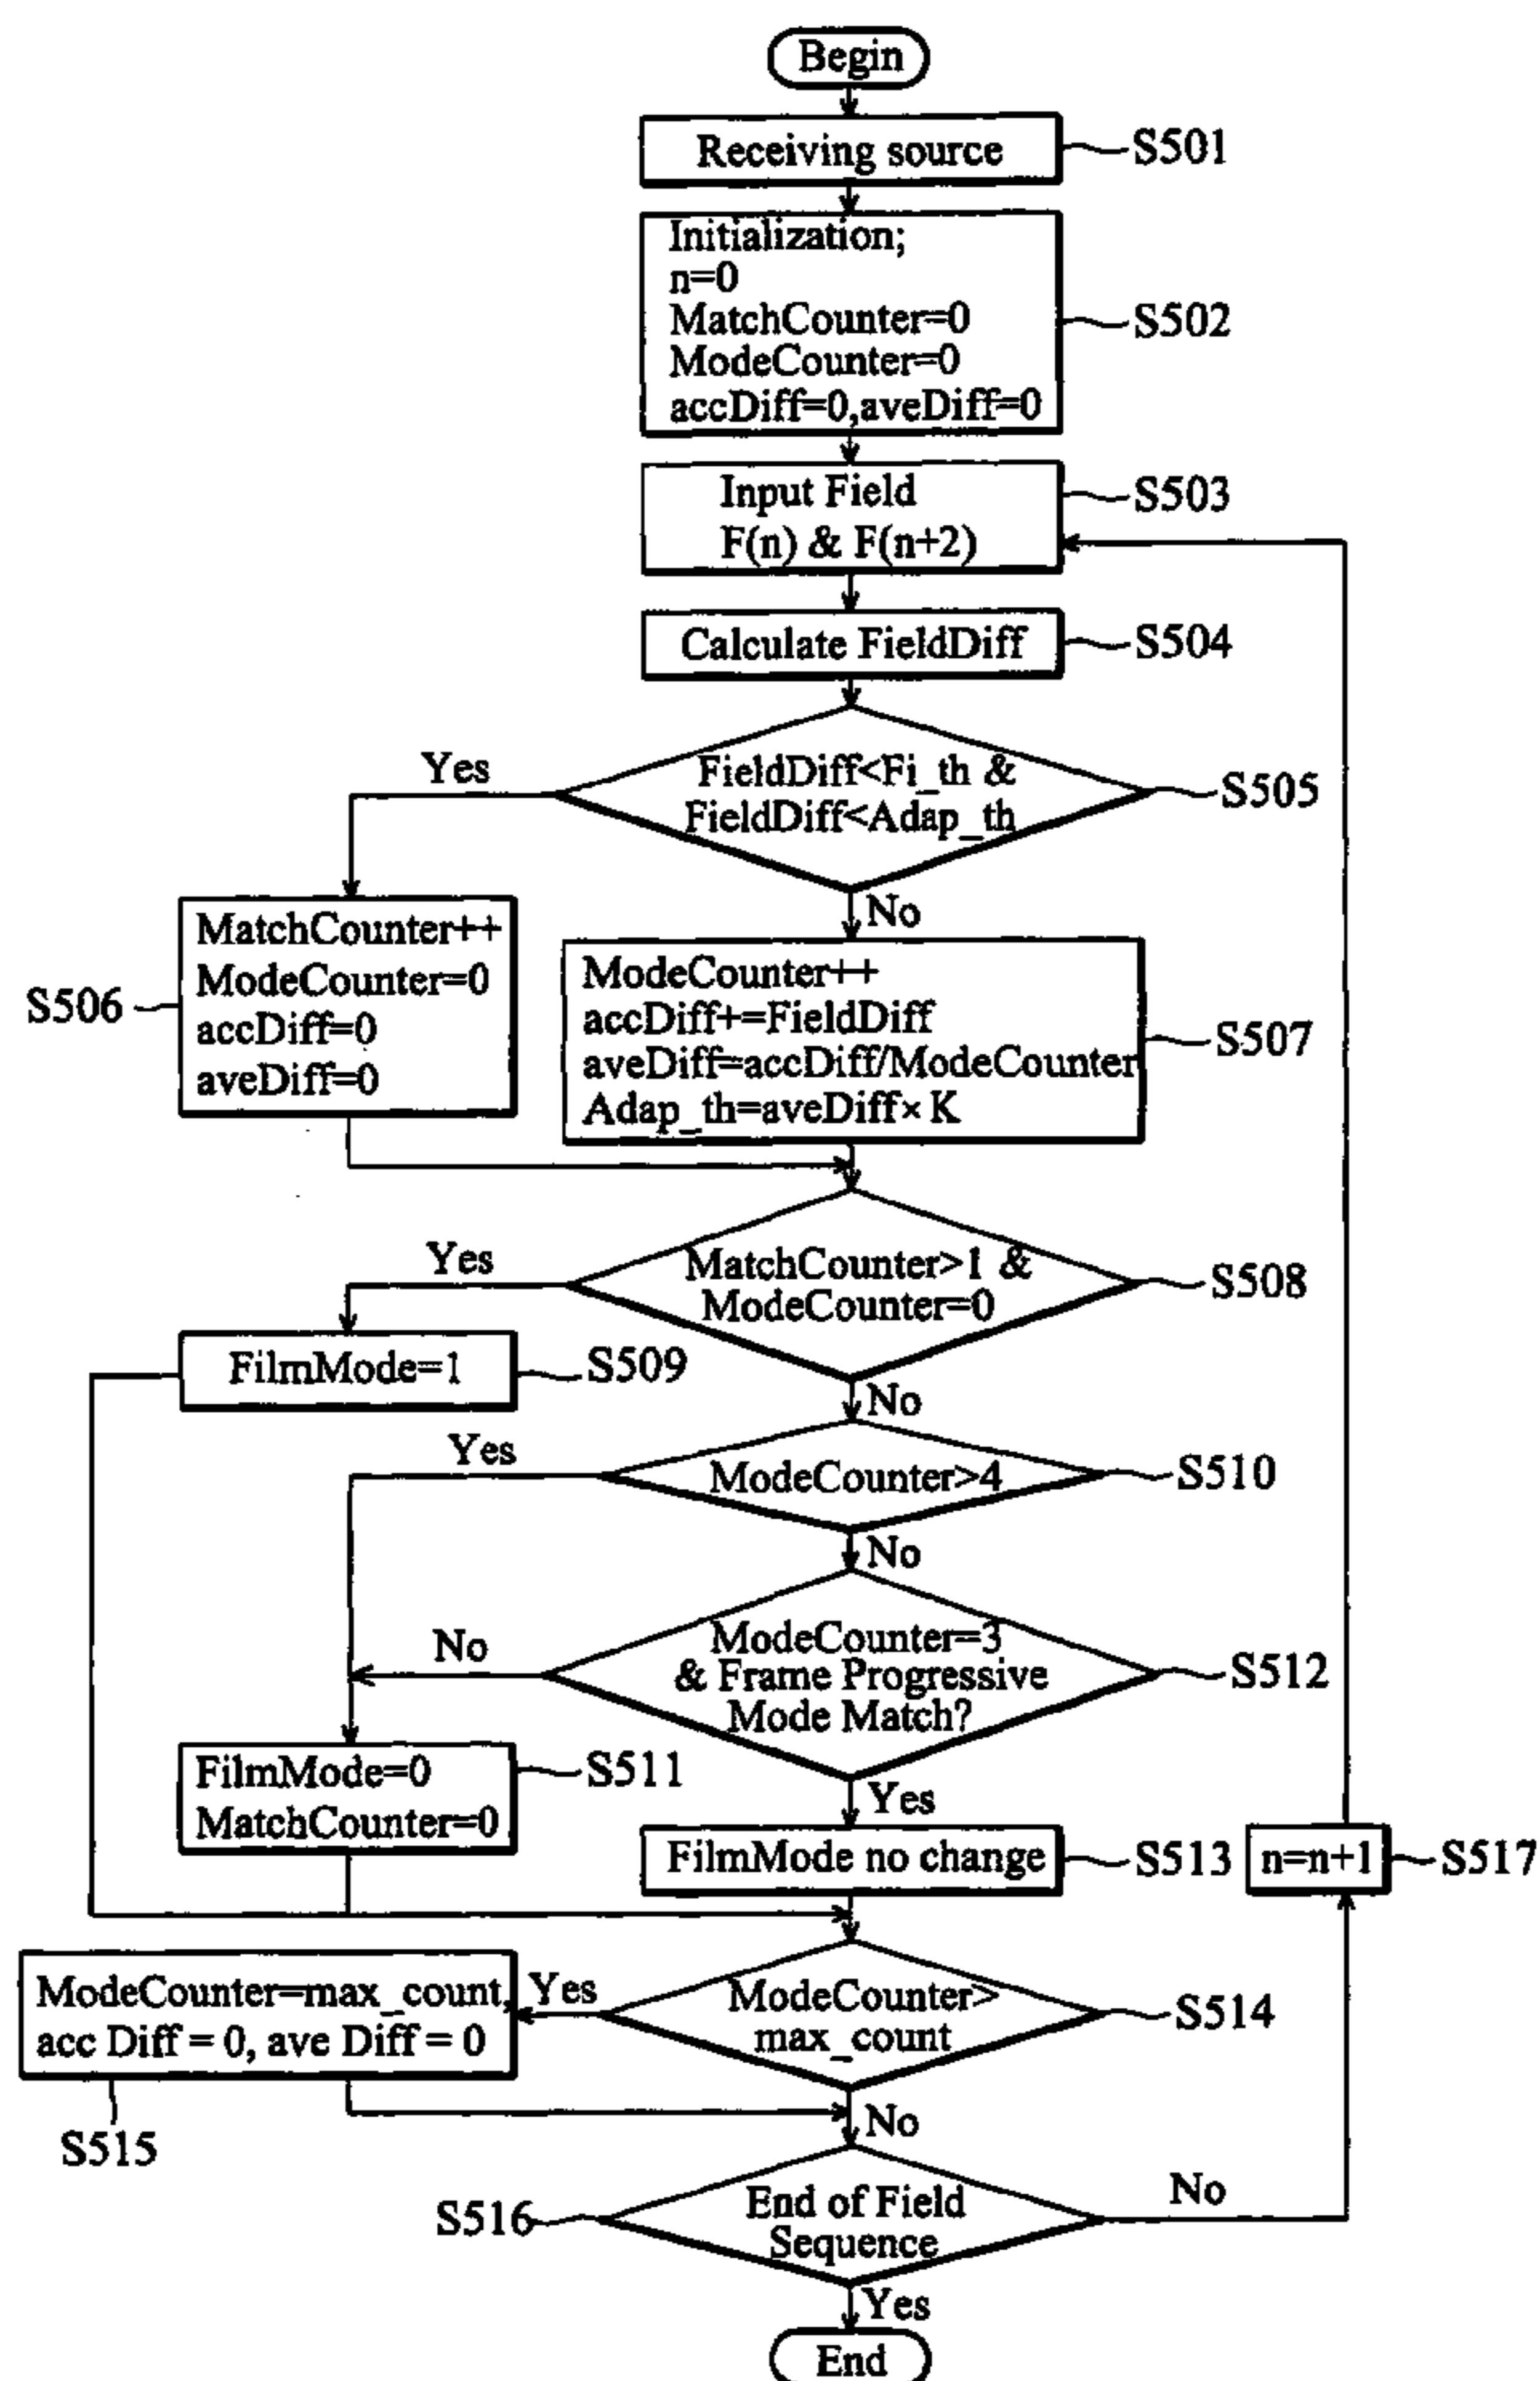 Begin
Receiving source
S501
Initialization;
n=0
MatchCounter=0
ModeCounter=0
accDiff=0,aveDiff=0
S502
Input Field
F(n) & F(n+2)
S503
Calculate FieldDiff
S504
FieldDiff<Fi_th &
FieldDiff<Adap_th
S505
Yes
No
MatchCounter++
ModeCounter=0
accDiff=0
aveDiff=0
S506
ModeCounter++
accDiff+=FieldDiff
aveDiff=accDiff/ModeCounter
Adap_th=aveDiff×K
S507
MatchCounter>1 &
ModeCounter=0
S508
Yes
No
FilmMode=1
S509
ModeCounter>4
S510
Yes
No
ModeCounter=3
& Frame Progressive
Mode Match?
S512
No
Yes
FilmMode=0
MatchCounter=0
S511
FilmMode no change
S513
n=n+1
S517
ModeCounter>
max_count
S514
Yes
No
ModeCounter=max_count,
acc Diff = 0, ave Diff = 0
S515
End of Field
Sequence
S516
No
Yes
End